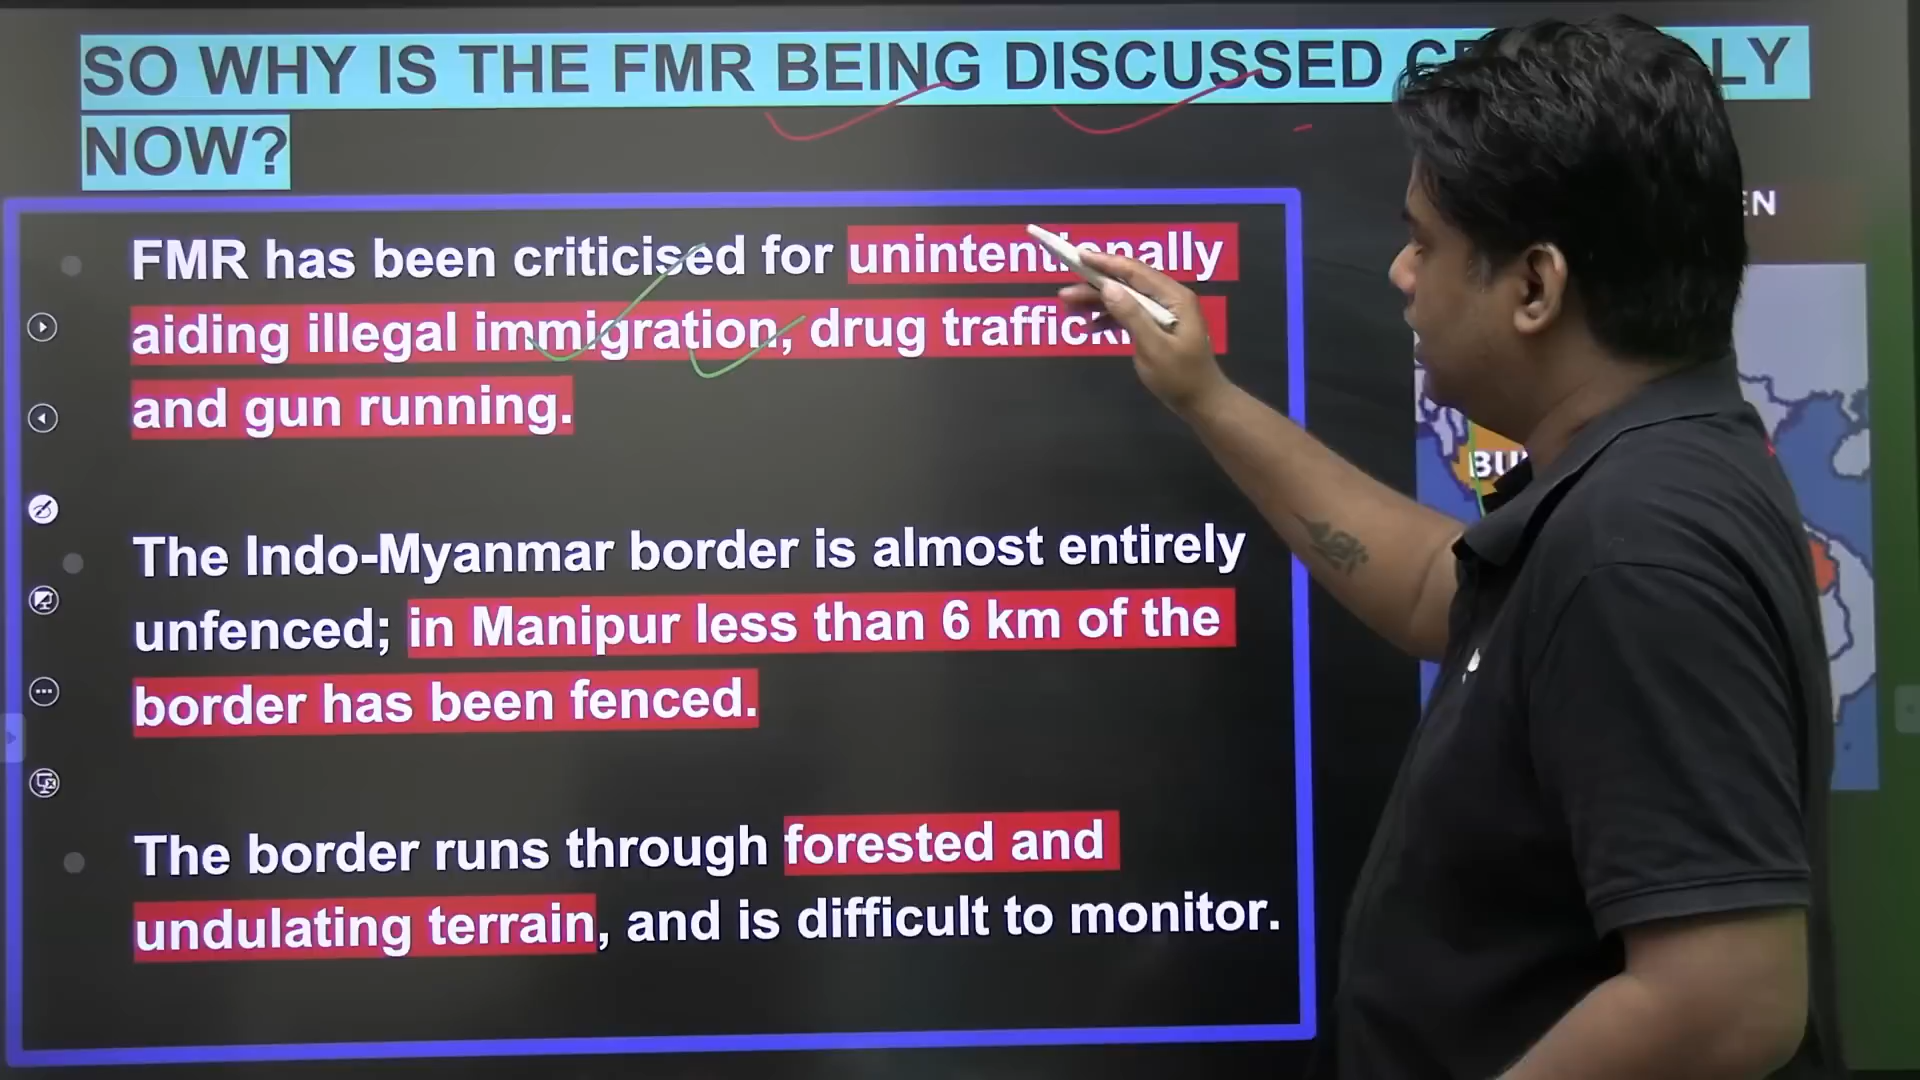 SO WHY IS THE FMR BEING DISCUSSED
NOW?
FMR has been criticised for unintentionally
aiding illegal immigration, drug
and gun running.
The Indo-Myanmar border is almost entirely
unfenced; in Manipur less than 6 km of the
border has been fenced.
The border runs through forested and
undulating terrain, and is difficult to monitor.